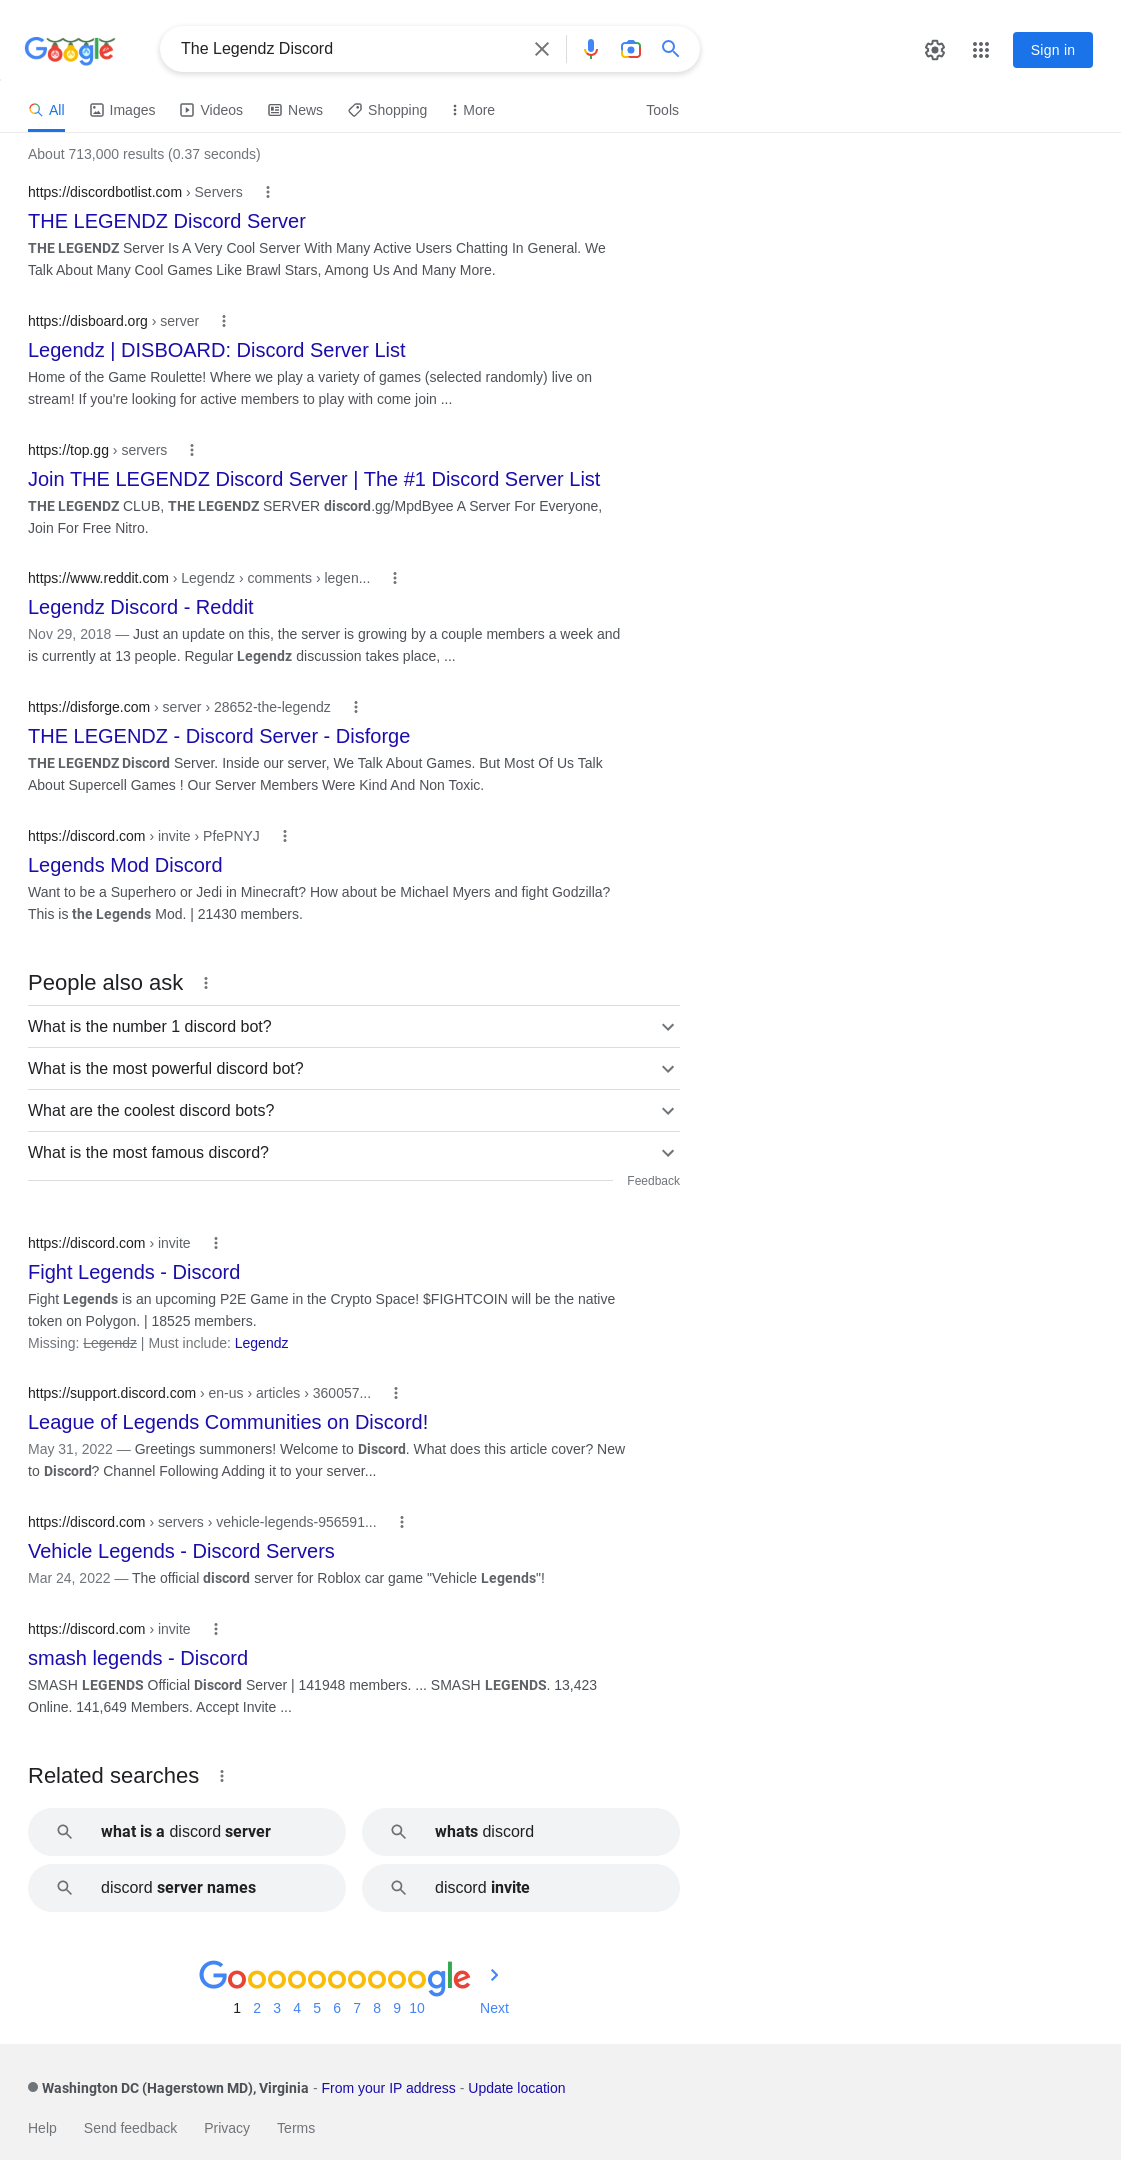 Google
The Legendz Discord
Sign in
All Images Videos News Shopping More Tools
About 713,000 results (0.37 seconds)
https://discordbotlist.com › Servers
THE LEGENDZ Discord Server
THE LEGENDZ Server Is A Very Cool Server With Many Active Users Chatting In General. We
Talk About Many Cool Games Like Brawl Stars, Among Us And Many More.
https://disboard.org › server
Legendz | DISBOARD: Discord Server List
Home of the Game Roulette! Where we play a variety of games (selected randomly) live on
stream! If you're looking for active members to play with come join ...
https://top.gg › servers
Join THE LEGENDZ Discord Server | The #1 Discord Server List
THE LEGENDZ CLUB, THE LEGENDZ SERVER discord.gg/MpdByee A Server For Everyone,
Join For Free Nitro.
https://www.reddit.com › Legendz › comments › legen...
Legendz Discord - Reddit
Nov 29, 2018 — Just an update on this, the server is growing by a couple members a week and
is currently at 13 people. Regular Legendz discussion takes place, ...
https://disforge.com › server › 28652-the-legendz
THE LEGENDZ - Discord Server - Disforge
THE LEGENDZ Discord Server. Inside our server, We Talk About Games. But Most Of Us Talk
About Supercell Games ! Our Server Members Were Kind And Non Toxic.
https://discord.com › invite › PfePNYJ
Legends Mod Discord
Want to be a Superhero or Jedi in Minecraft? How about be Michael Myers and fight Godzilla?
This is the Legends Mod. | 21430 members.
People also ask
What is the number 1 discord bot?
What is the most powerful discord bot?
What are the coolest discord bots?
What is the most famous discord?
Feedback
https://discord.com › invite
Fight Legends - Discord
Fight Legends is an upcoming P2E Game in the Crypto Space! $FIGHTCOIN will be the native
token on Polygon. | 18525 members.
Missing: Legendz | Must include: Legendz
https://support.discord.com › en-us › articles › 360057...
League of Legends Communities on Discord!
May 31, 2022 — Greetings summoners! Welcome to Discord. What does this article cover? New
to Discord? Channel Following Adding it to your server...
https://discord.com › servers › vehicle-legends-956591...
Vehicle Legends - Discord Servers
Mar 24, 2022 — The official discord server for Roblox car game "Vehicle Legends"!
https://discord.com › invite
smash legends - Discord
SMASH LEGENDS Official Discord Server | 141948 members. ... SMASH LEGENDS. 13,423
Online. 141,649 Members. Accept Invite ...
Related searches
what is a discord server
whats discord
discord server names
discord invite
Goooooooooogle
1 2 3 4 5 6 7 8 9 10 Next
Washington DC (Hagerstown MD), Virginia - From your IP address - Update location
Help Send feedback Privacy Terms